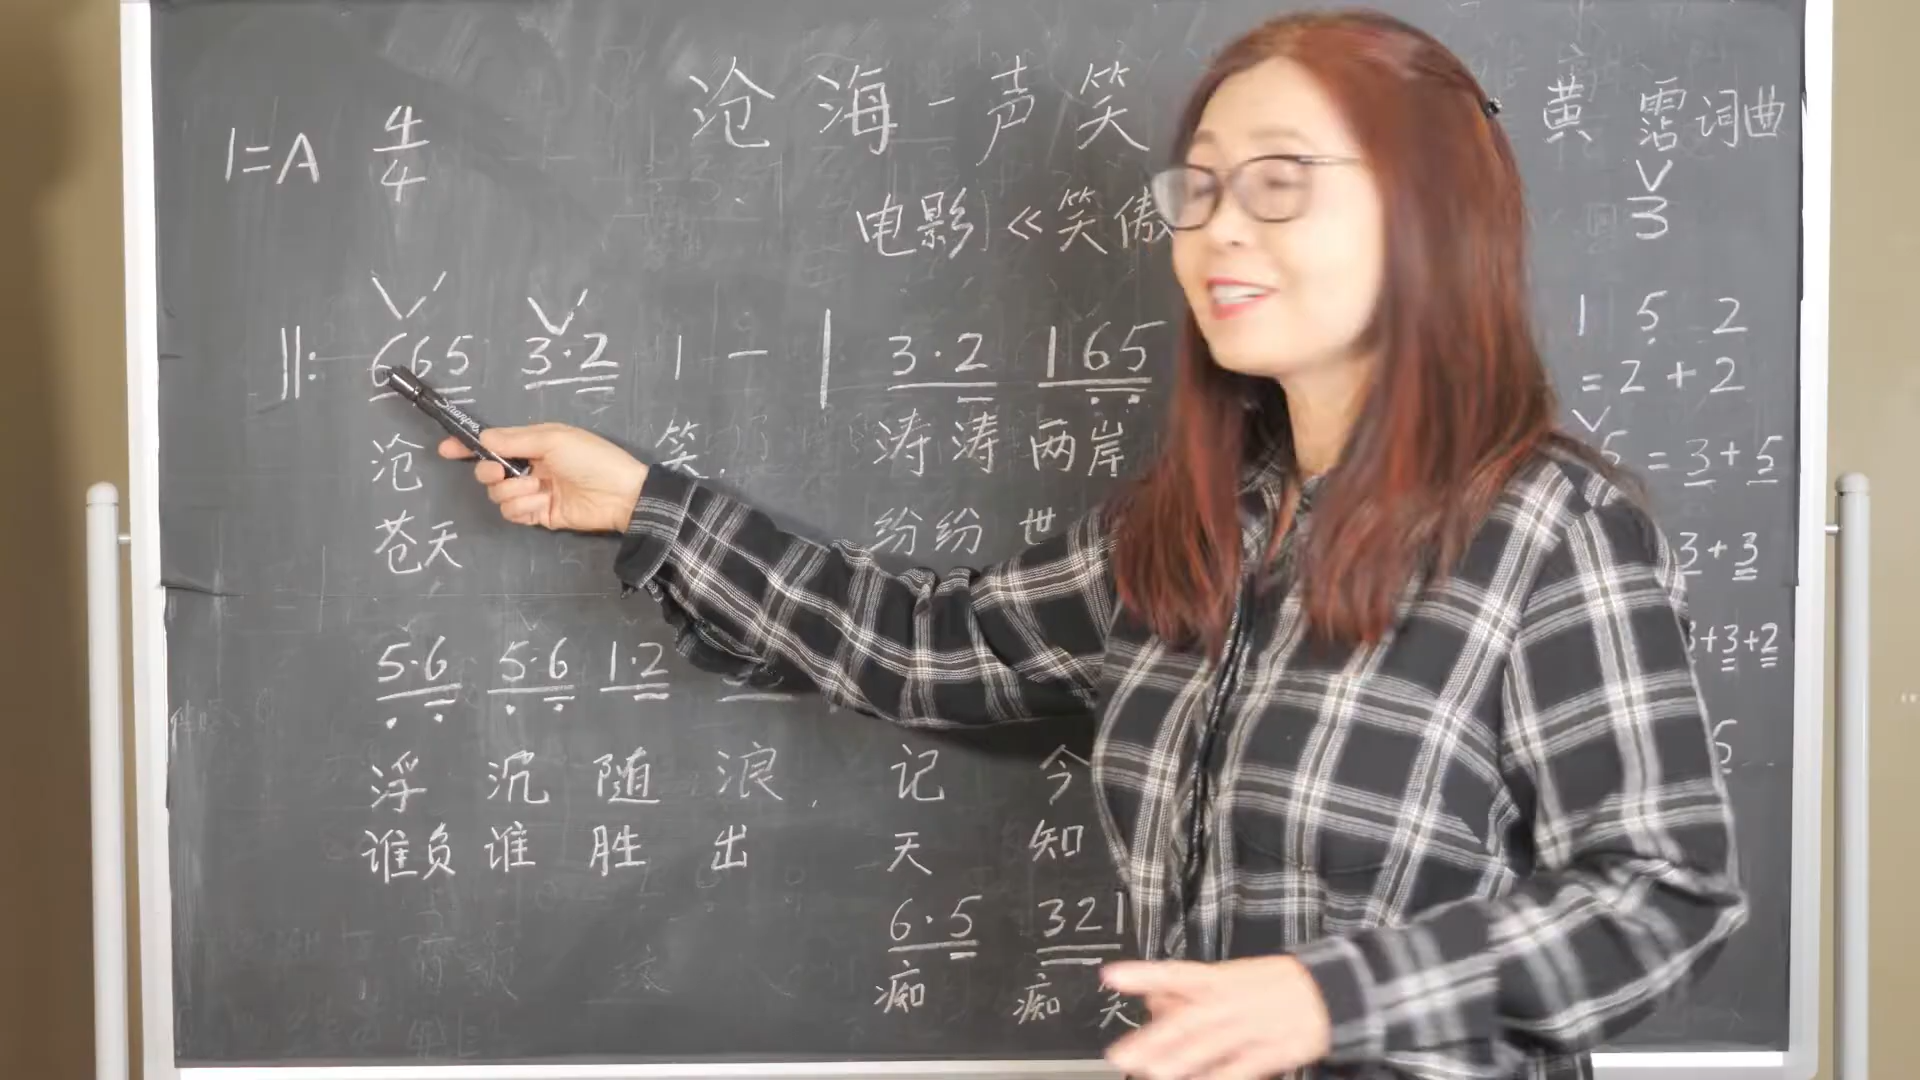 1=A 4/4 沧海一声笑 黄霑词曲
电影《笑傲
V
3
‖: 665 3·2 1 - | 3·2 165
沧 笑. 涛涛 两岸
苍天 纷纷 世
1 5 2
= 2 + 2
5 = 3 + 5
3 + 3
3+3+2
5
5·6 5·6 1·2
浮 沉 随 浪, 记 今
谁负 谁 胜 出 天 知
6·5 321
痴 痴 笑